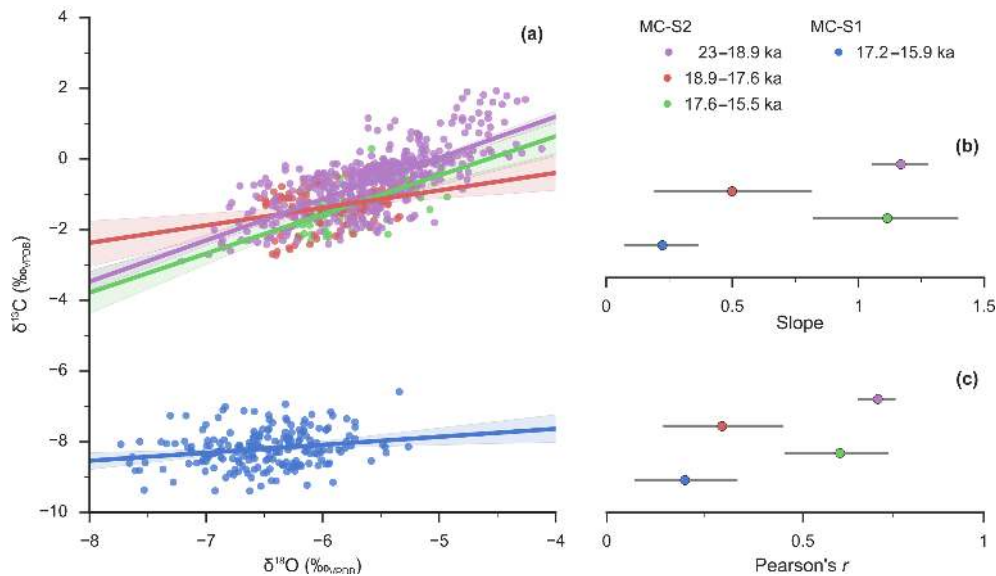 (a)
4
2
0
−2
−4
−6
−8
−10
δ¹³C (‰VPDB)
−8 −7 −6 −5 −4
δ¹⁸O (‰VPDB)
MC-S2 MC-S1
23–18.9 ka 17.2–15.9 ka
18.9–17.6 ka
17.6–15.5 ka
(b)
0 0.5 1 1.5
Slope
(c)
0 0.5 1
Pearson's r